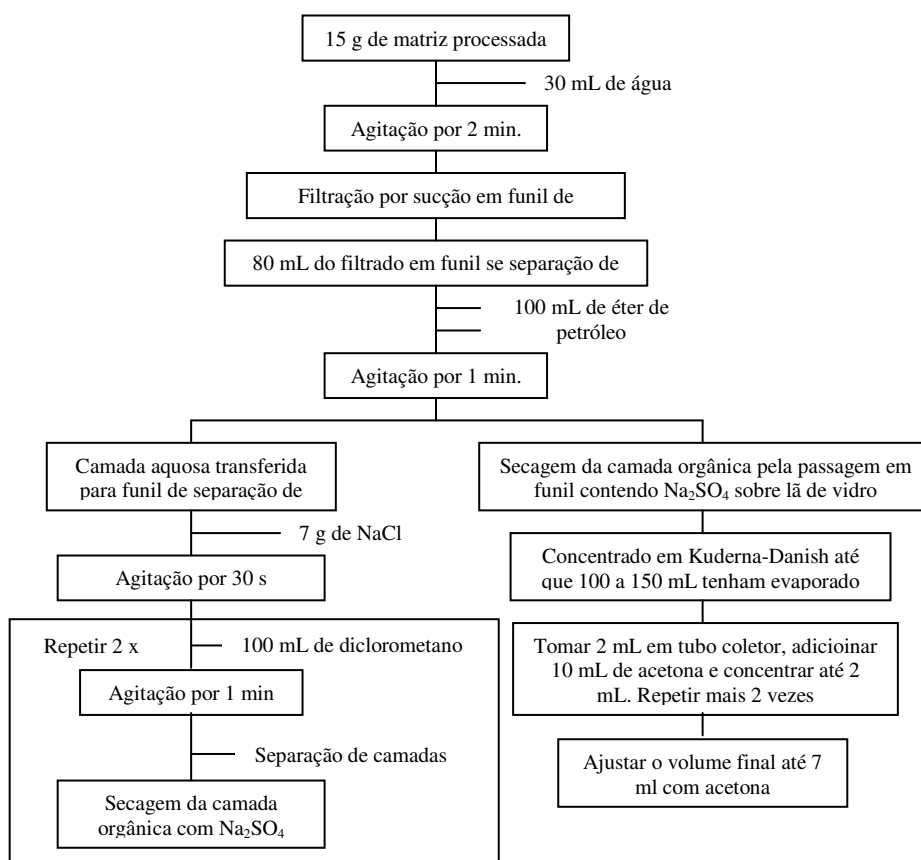 15 g de matriz processada
30 mL de água
Agitação por 2 min.
Filtração por sucção em funil de
80 mL do filtrado em funil se separação de
100 mL de éter de
petróleo
Agitação por 1 min.
Camada aquosa transferida
para funil de separação de
7 g de NaCl
Agitação por 30 s
Repetir 2 x
100 mL de diclorometano
Agitação por 1 min
Separação de camadas
Secagem da camada
orgânica com Na₂SO₄
Secagem da camada orgânica pela passagem em
funil contendo Na₂SO₄ sobre lã de vidro
Concentrado em Kuderna-Danish até
que 100 a 150 mL tenham evaporado
Tomar 2 mL em tubo coletor, adicioinar
10 mL de acetona e concentrar até 2
mL. Repetir mais 2 vezes
Ajustar o volume final até 7
ml com acetona